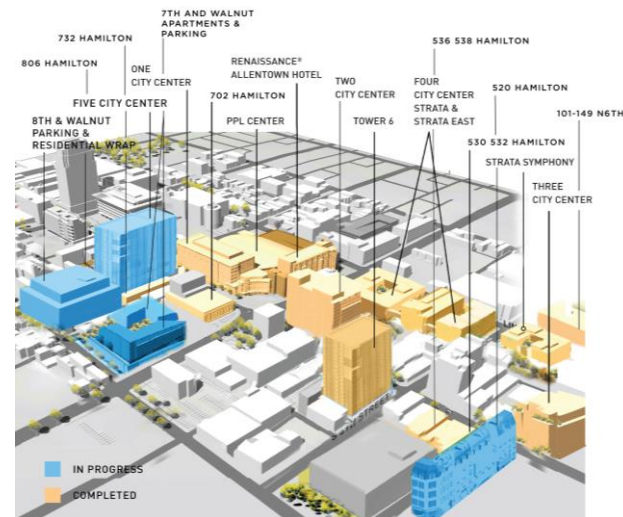 7TH AND WALNUT
APARTMENTS &
PARKING
732 HAMILTON
806 HAMILTON
ONE
CITY CENTER
FIVE CITY CENTER
8TH & WALNUT
PARKING &
RESIDENTIAL WRAP
702 HAMILTON
RENAISSANCE®
ALLENTOWN HOTEL
PPL CENTER
TWO
CITY CENTER
TOWER 6
FOUR
CITY CENTER
STRATA &
STRATA EAST
536 538 HAMILTON
520 HAMILTON
530 532 HAMILTON
STRATA SYMPHONY
101-149 N6TH
THREE
CITY CENTER
STREET
IN PROGRESS
COMPLETED